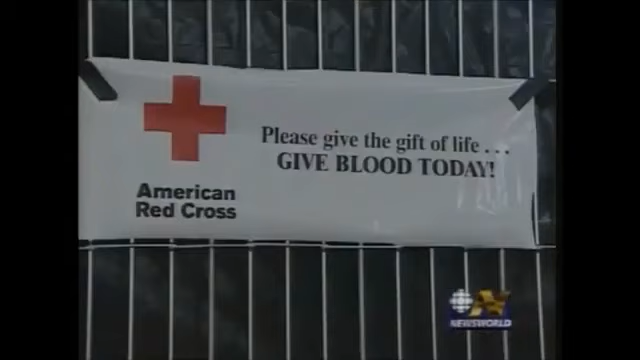 Please give the gift of life . . .
GIVE BLOOD TODAY!
American
Red Cross
NEWSWORLD